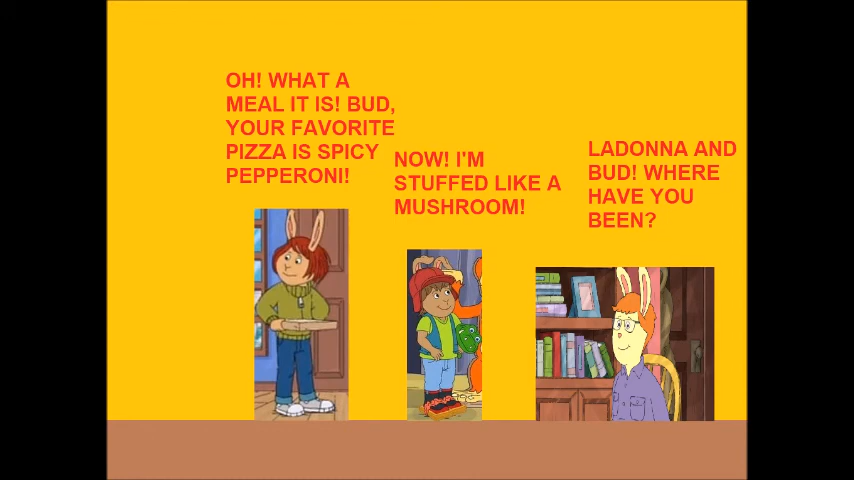 OH! WHAT A
MEAL IT IS! BUD,
YOUR FAVORITE
PIZZA IS SPICY
PEPPERONI!
NOW! I'M
STUFFED LIKE A
MUSHROOM!
LADONNA AND
BUD! WHERE
HAVE YOU
BEEN?